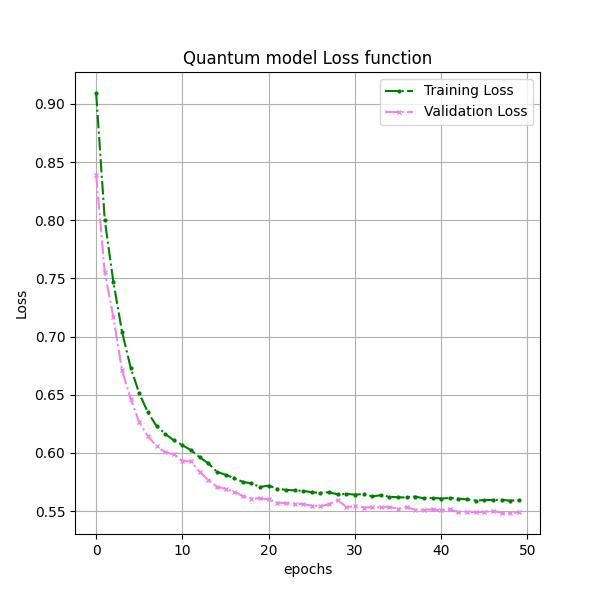 Quantum model Loss function
Training Loss
Validation Loss
0.90
0.85
0.80
0.75
0.70
0.65
0.60
0.55
Loss
0 10 20 30 40 50
epochs